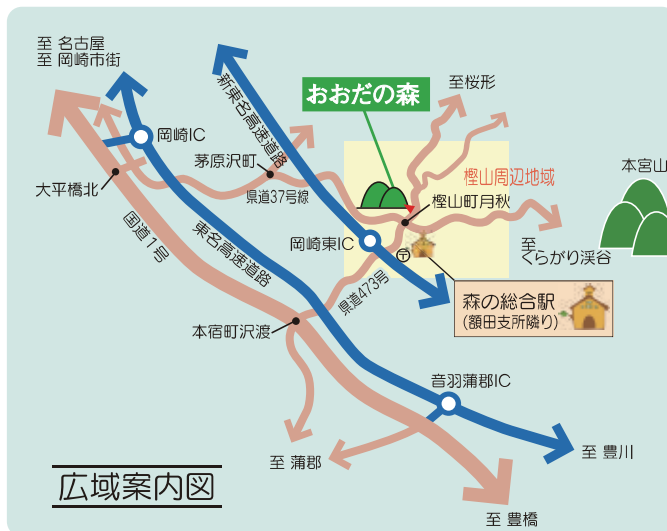 至 名古屋
至 岡崎市街
新東名高速道路
おおだの森
至桜形
岡崎IC
茅原沢町
県道37号線
樫山周辺地域
本宮山
大平橋北
樫山町月秋
国道1号
東名高速道路
岡崎東IC
至
くらがり渓谷
県道473号
森の総合駅
(額田支所隣り)
本宿町沢渡
音羽蒲郡IC
至 蒲郡
至 豊川
広域案内図
至 豊橋